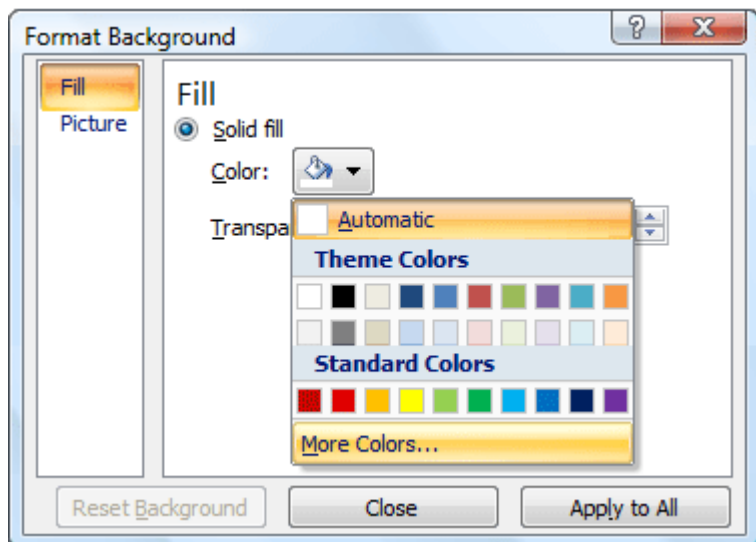 Format Background
?
Fill
Picture
Fill
Solid fill
Color:
Transpa
Automatic
Theme Colors
Standard Colors
More Colors...
Reset Background
Close
Apply to All